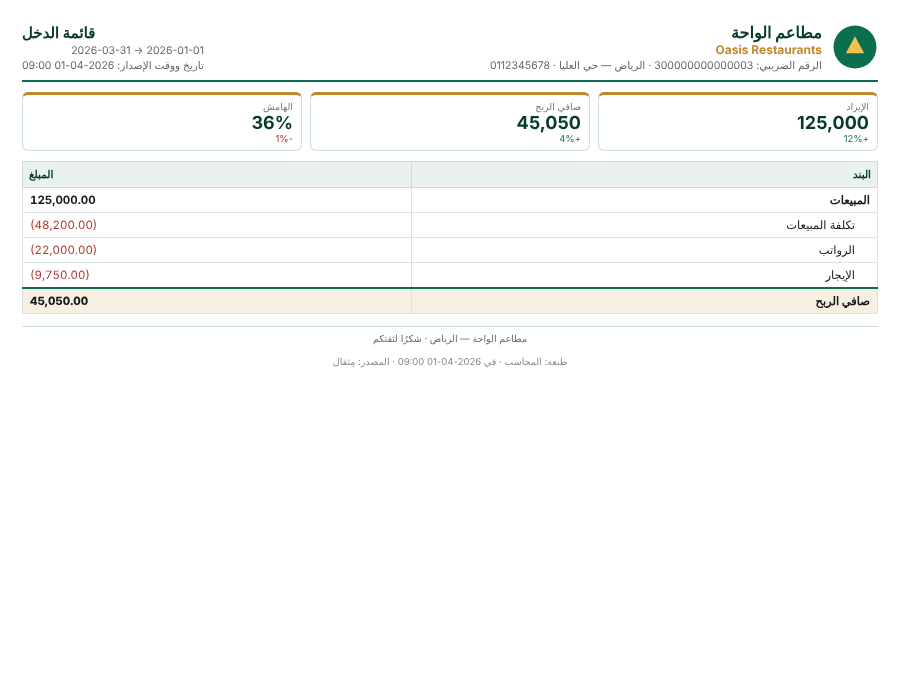 مطاعم الواحة
Oasis Restaurants
الرقم الضريبي: 300000000000003 · الرياض — حي العليا · 0112345678
قائمة الدخل
2026-01-01 → 2026-03-31
تاريخ ووقت الإصدار: 2026-04-01 09:00
الإيراد
125,000
+12%
صافي الربح
45,050
+4%
الهامش
36%
-1%
البند المبلغ
المبيعات 125,000.00
تكلفة المبيعات (48,200.00)
الرواتب (22,000.00)
الإيجار (9,750.00)
صافي الربح 45,050.00
مطاعم الواحة — الرياض · شكرًا لثقتكم
طبعه: المحاسب · في 2026-04-01 09:00 · المصدر: مِثقال